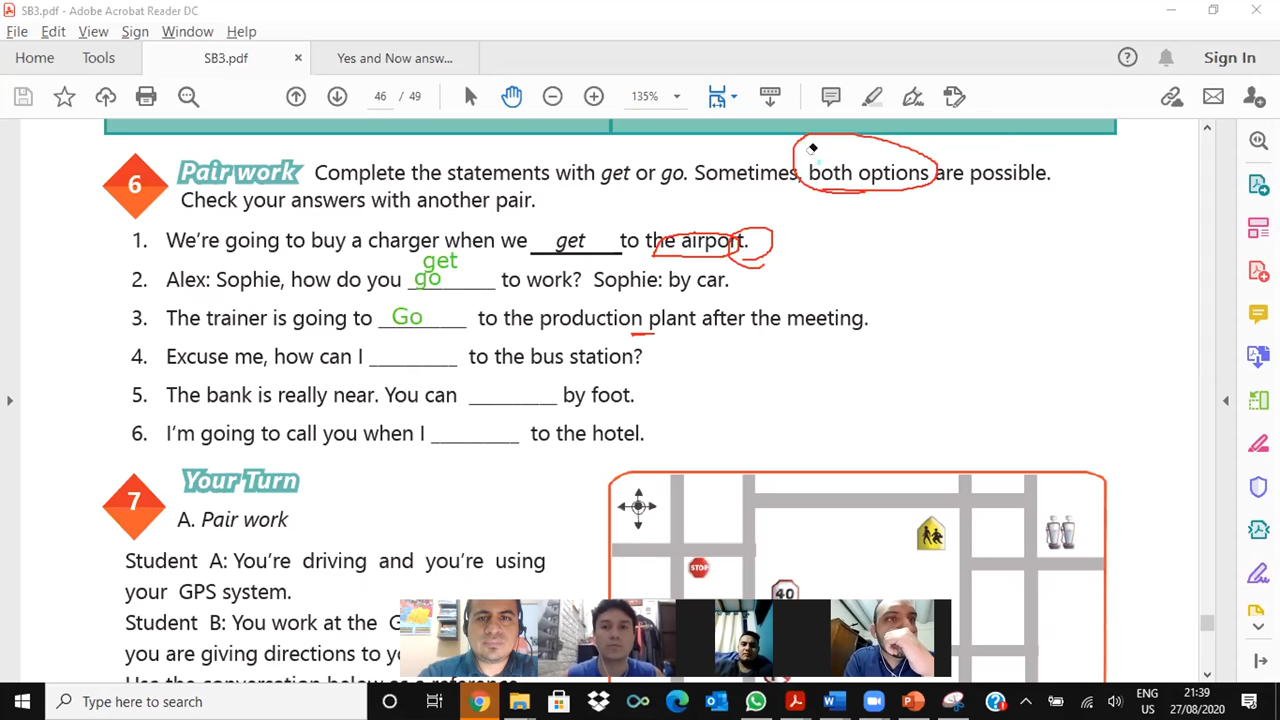 SB3.pdf - Adobe Acrobat Reader DC
File Edit View Sign Window Help
Home Tools SB3.pdf × Yes and Now answ... Sign In
46 / 49 135%
6 Pair work Complete the statements with get or go. Sometimes, both options are possible.
Check your answers with another pair.
1. We're going to buy a charger when we get to the airport.
get
2. Alex: Sophie, how do you go to work? Sophie: by car.
3. The trainer is going to Go to the production plant after the meeting.
4. Excuse me, how can I ________ to the bus station?
5. The bank is really near. You can ________ by foot.
6. I'm going to call you when I ________ to the hotel.
7 Your Turn
A. Pair work
Student A: You're driving and you're using
your GPS system.
Student B: You work at the G
you are giving directions to yo
STOP
40
Type here to search
ENG
US
21:39
27/08/2020